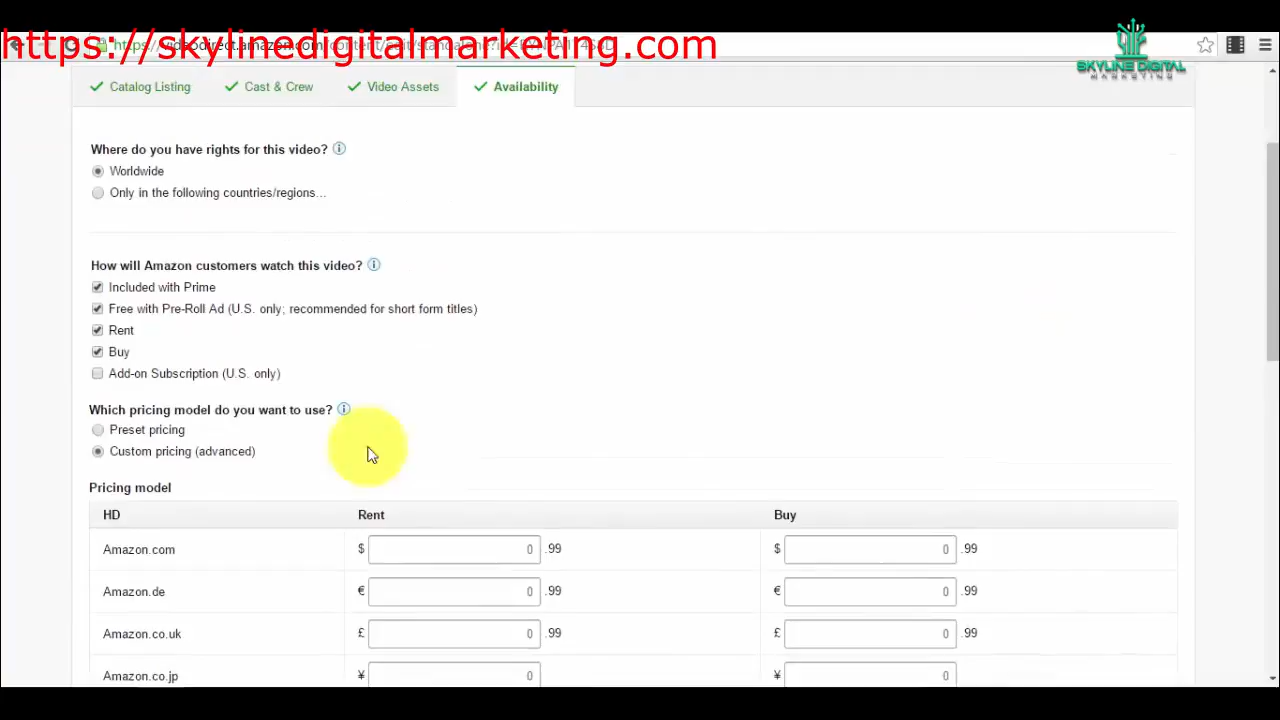 https://skylinedigitalmarketing.com
SKYLINE DIGITAL
MARKETING
Catalog Listing
Cast & Crew
Video Assets
Availability
Where do you have rights for this video?
Worldwide
Only in the following countries/regions...
How will Amazon customers watch this video?
Included with Prime
Free with Pre-Roll Ad (U.S. only; recommended for short form titles)
Rent
Buy
Add-on Subscription (U.S. only)
Which pricing model do you want to use?
Preset pricing
Custom pricing (advanced)
Pricing model
HD Rent Buy
Amazon.com $ 0 .99 $ 0 .99
Amazon.de € 0 .99 € 0 .99
Amazon.co.uk £ 0 .99 £ 0 .99
Amazon.co.jp ¥ 0 ¥ 0